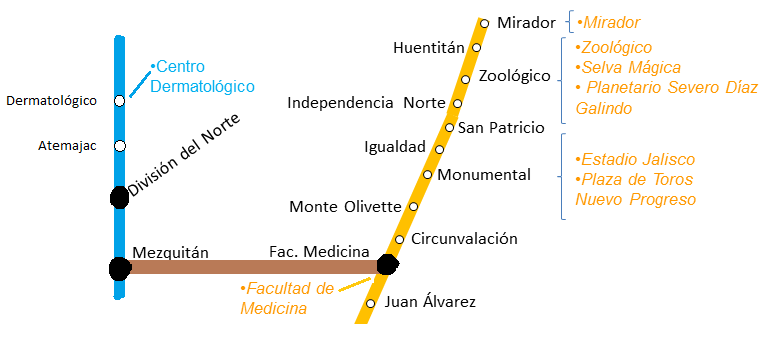 Mirador
•Mirador
Huentitán
Zoológico
•Zoológico
•Selva Mágica
• Planetario Severo Díaz
Galindo
•Centro
Dermatológico
Dermatológico
Independencia Norte
San Patricio
Atemajac
Igualdad
Monumental
•Estadio Jalisco
•Plaza de Toros
Nuevo Progreso
División del Norte
Monte Olivette
Circunvalación
Mezquitán
Fac. Medicina
•Facultad de
Medicina
Juan Álvarez